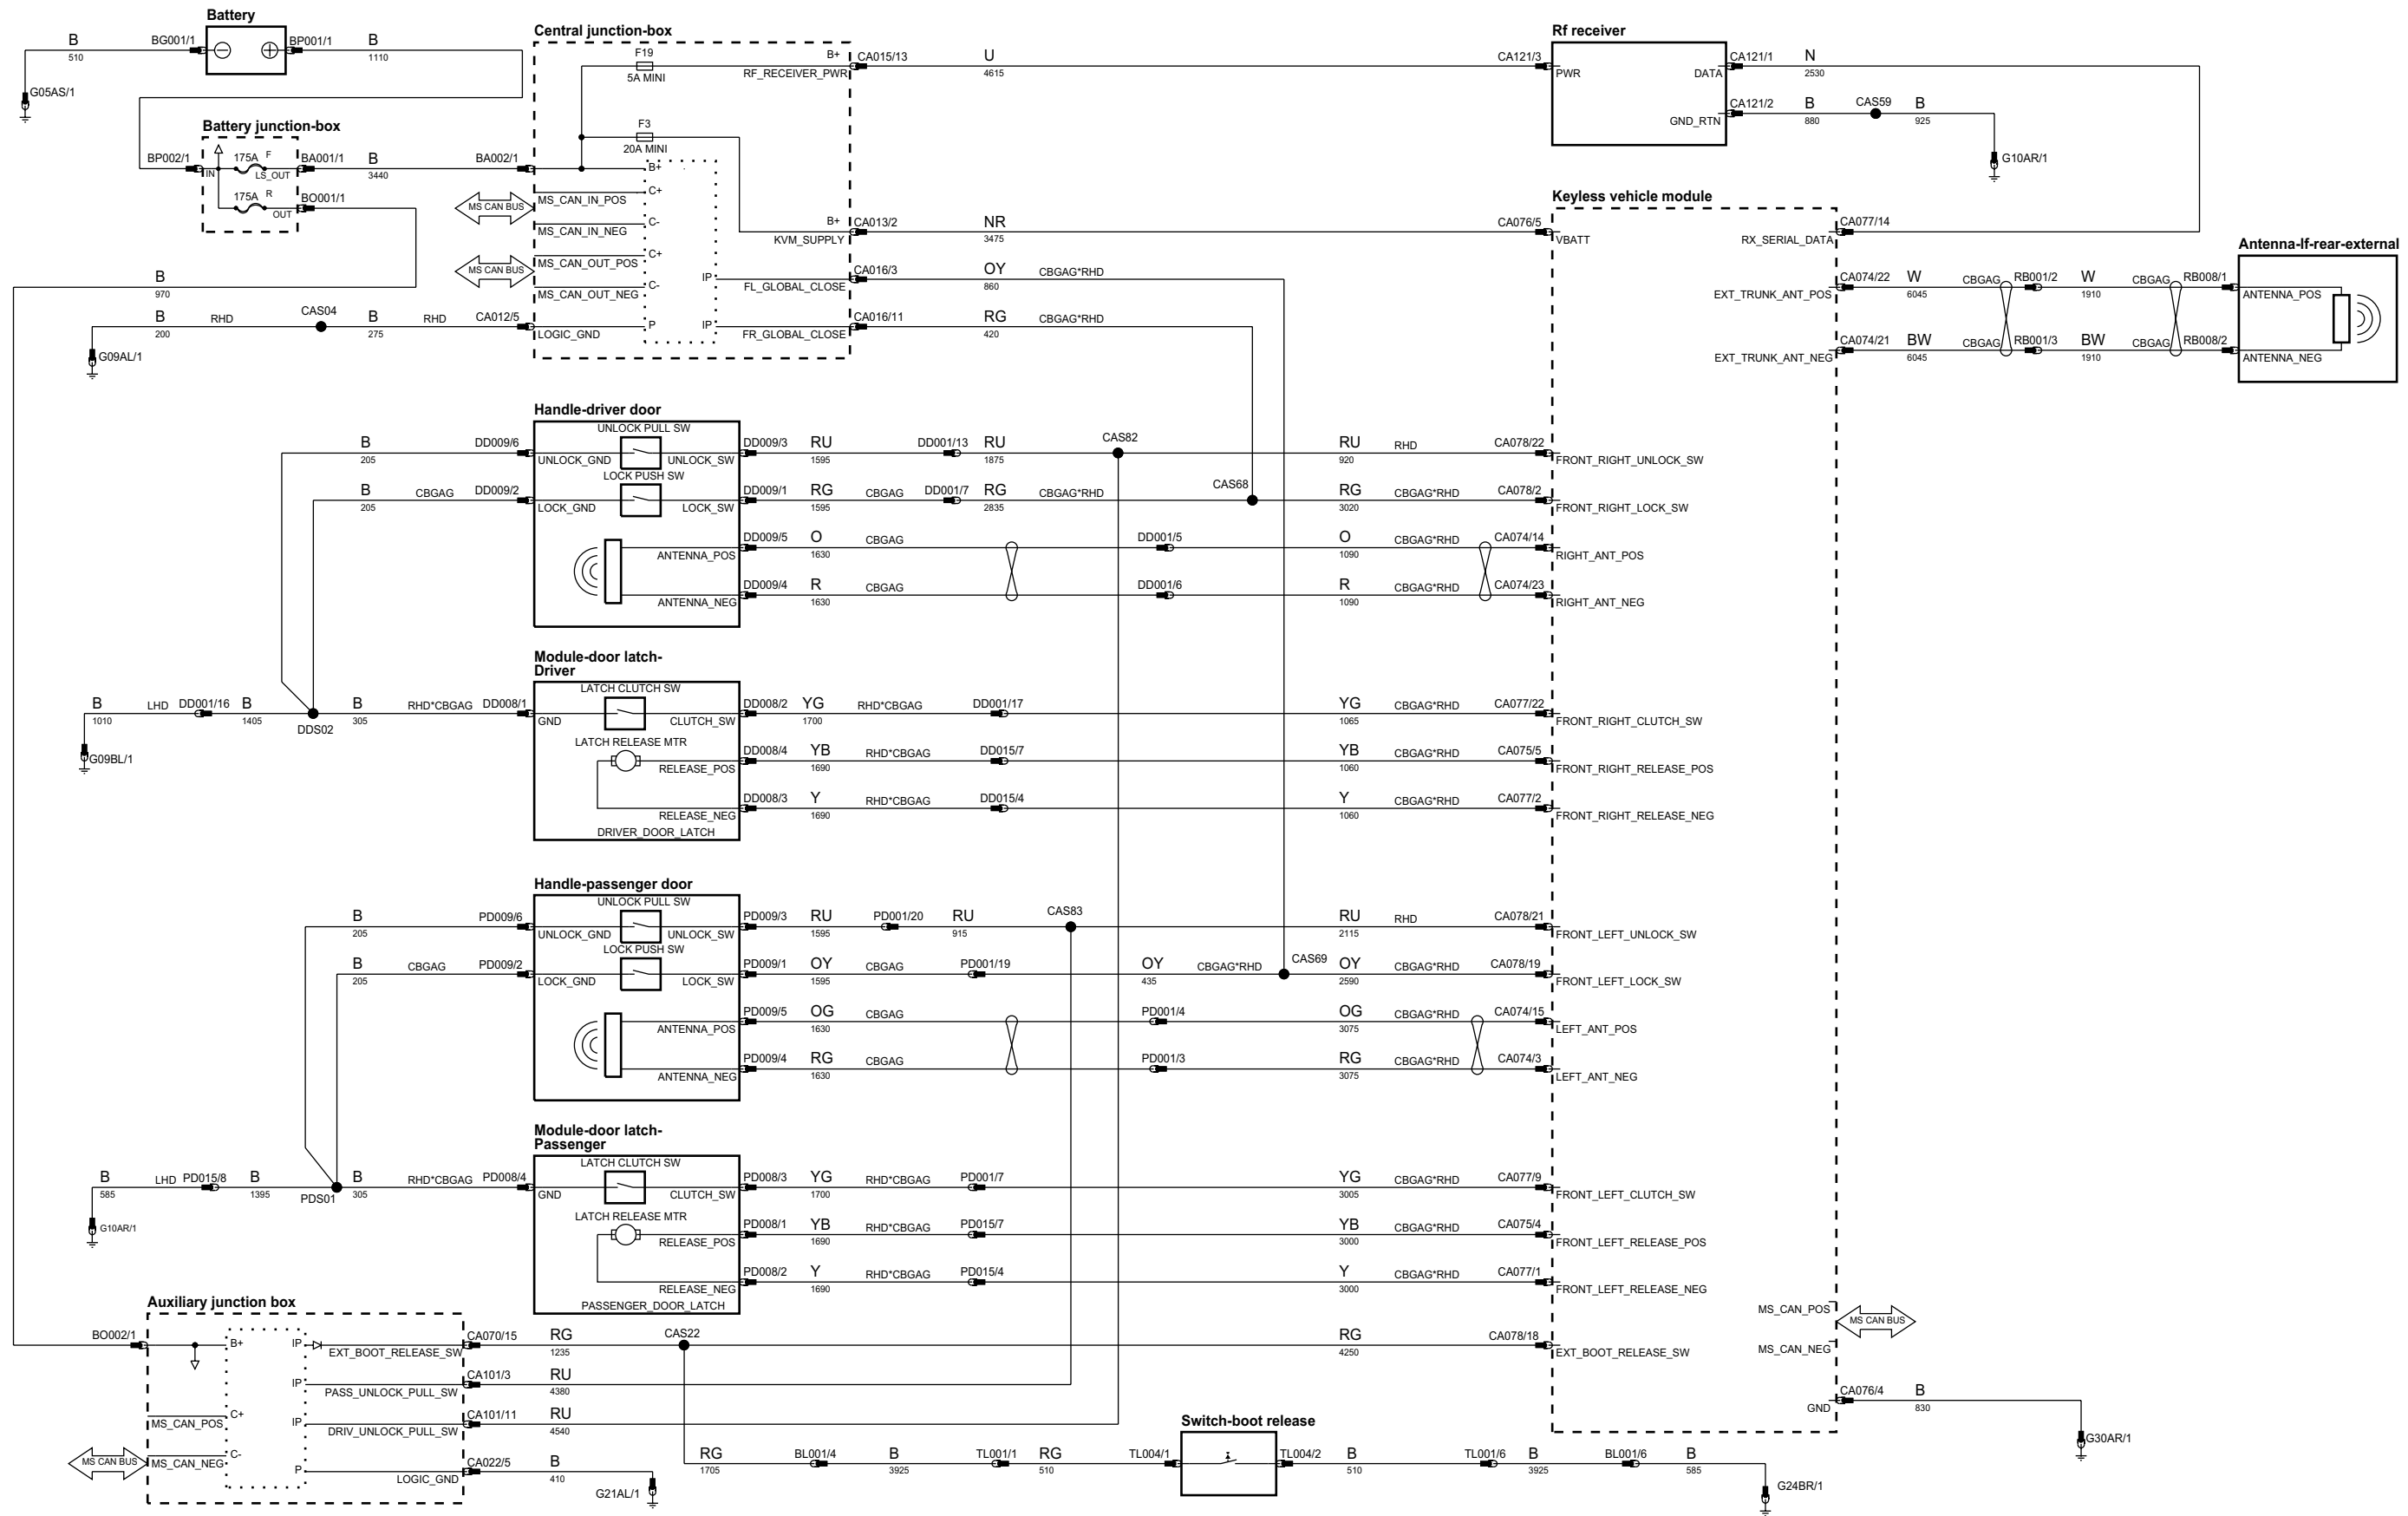 Battery
B
510
BG001/1
BP001/1
B
1110
G05AS/1
Battery junction-box
BP002/1
IN
175A F
LS_OUT
BA001/1
B
3440
BA002/1
175A R
OUT
BO001/1
B
970
B
200
RHD
CAS04
B
275
RHD
CA012/5
G09AL/1
Central junction-box
F19
5A MINI
B+
RF_RECEIVER_PWR
CA015/13
U
4615
CA121/3
F3
20A MINI
B+
C+
MS_CAN_IN_POS
MS CAN BUS
C-
MS_CAN_IN_NEG
C+
MS_CAN_OUT_POS
MS CAN BUS
C-
MS_CAN_OUT_NEG
P
LOGIC_GND
B+
KVM_SUPPLY
CA013/2
NR
3475
CA076/5
IP
FL_GLOBAL_CLOSE
CA016/3
OY
860
CBGAG*RHD
IP
FR_GLOBAL_CLOSE
CA016/11
RG
420
CBGAG*RHD
Rf receiver
PWR
DATA
CA121/1
N
2530
GND_RTN
CA121/2
B
880
CAS59
B
925
G10AR/1
Keyless vehicle module
VBATT
RX_SERIAL_DATA
CA077/14
EXT_TRUNK_ANT_POS
CA074/22
W
6045
CBGAG
RB001/2
W
1910
CBGAG
RB008/1
EXT_TRUNK_ANT_NEG
CA074/21
BW
6045
CBGAG
RB001/3
BW
1910
CBGAG
RB008/2
Antenna-lf-rear-external
ANTENNA_POS
ANTENNA_NEG
Handle-driver door
UNLOCK PULL SW
B
205
DD009/6
UNLOCK_GND
UNLOCK_SW
DD009/3
RU
1595
DD001/13
RU
1875
CAS82
RU
920
RHD
CA078/22
FRONT_RIGHT_UNLOCK_SW
LOCK PUSH SW
B
205
CBGAG
DD009/2
LOCK_GND
LOCK_SW
DD009/1
RG
1595
CBGAG
DD001/7
RG
2835
CBGAG*RHD
CAS68
RG
3020
CBGAG*RHD
CA078/2
FRONT_RIGHT_LOCK_SW
ANTENNA_POS
DD009/5
O
1630
CBGAG
DD001/5
O
1090
CBGAG*RHD
CA074/14
RIGHT_ANT_POS
ANTENNA_NEG
DD009/4
R
1630
CBGAG
DD001/6
R
1090
CBGAG*RHD
CA074/23
RIGHT_ANT_NEG
Module-door latch-
Driver
LATCH CLUTCH SW
B
1010
LHD
DD001/16
B
1405
DDS02
B
305
RHD*CBGAG
DD008/1
GND
CLUTCH_SW
DD008/2
YG
1700
RHD*CBGAG
DD001/17
YG
1065
CBGAG*RHD
CA077/22
FRONT_RIGHT_CLUTCH_SW
G09BL/1
LATCH RELEASE MTR
RELEASE_POS
DD008/4
YB
1690
RHD*CBGAG
DD015/7
YB
1060
CBGAG*RHD
CA075/5
FRONT_RIGHT_RELEASE_POS
RELEASE_NEG
DD008/3
Y
1690
RHD*CBGAG
DD015/4
Y
1060
CBGAG*RHD
CA077/2
FRONT_RIGHT_RELEASE_NEG
DRIVER_DOOR_LATCH
Handle-passenger door
UNLOCK PULL SW
B
205
PD009/6
UNLOCK_GND
UNLOCK_SW
PD009/3
RU
1595
PD001/20
RU
915
CAS83
RU
2115
RHD
CA078/21
FRONT_LEFT_UNLOCK_SW
LOCK PUSH SW
B
205
CBGAG
PD009/2
LOCK_GND
LOCK_SW
PD009/1
OY
1595
CBGAG
PD001/19
OY
435
CBGAG*RHD
CAS69
OY
2590
CBGAG*RHD
CA078/19
FRONT_LEFT_LOCK_SW
ANTENNA_POS
PD009/5
OG
1630
CBGAG
PD001/4
OG
3075
CBGAG*RHD
CA074/15
LEFT_ANT_POS
ANTENNA_NEG
PD009/4
RG
1630
CBGAG
PD001/3
RG
3075
CBGAG*RHD
CA074/3
LEFT_ANT_NEG
Module-door latch-
Passenger
LATCH CLUTCH SW
B
585
LHD
PD015/8
B
1395
PDS01
B
305
RHD*CBGAG
PD008/4
GND
CLUTCH_SW
PD008/3
YG
1700
RHD*CBGAG
PD001/7
YG
3005
CBGAG*RHD
CA077/9
FRONT_LEFT_CLUTCH_SW
G10AR/1
LATCH RELEASE MTR
RELEASE_POS
PD008/1
YB
1690
RHD*CBGAG
PD015/7
YB
3000
CBGAG*RHD
CA075/4
FRONT_LEFT_RELEASE_POS
RELEASE_NEG
PD008/2
Y
1690
RHD*CBGAG
PD015/4
Y
3000
CBGAG*RHD
CA077/1
FRONT_LEFT_RELEASE_NEG
PASSENGER_DOOR_LATCH
MS_CAN_POS
MS CAN BUS
MS_CAN_NEG
Auxiliary junction box
BO002/1
B+
IP
EXT_BOOT_RELEASE_SW
CA070/15
RG
1235
CAS22
RG
4250
CA078/18
EXT_BOOT_RELEASE_SW
IP
PASS_UNLOCK_PULL_SW
CA101/3
RU
4380
C+
MS_CAN_POS
IP
DRIV_UNLOCK_PULL_SW
CA101/11
RU
4540
C-
MS_CAN_NEG
MS CAN BUS
P
LOGIC_GND
CA022/5
B
410
G21AL/1
GND
CA076/4
B
830
G30AR/1
Switch-boot release
RG
1705
BL001/4
B
3925
TL001/1
RG
510
TL004/1
TL004/2
B
510
TL001/6
B
3925
BL001/6
B
585
G24BR/1